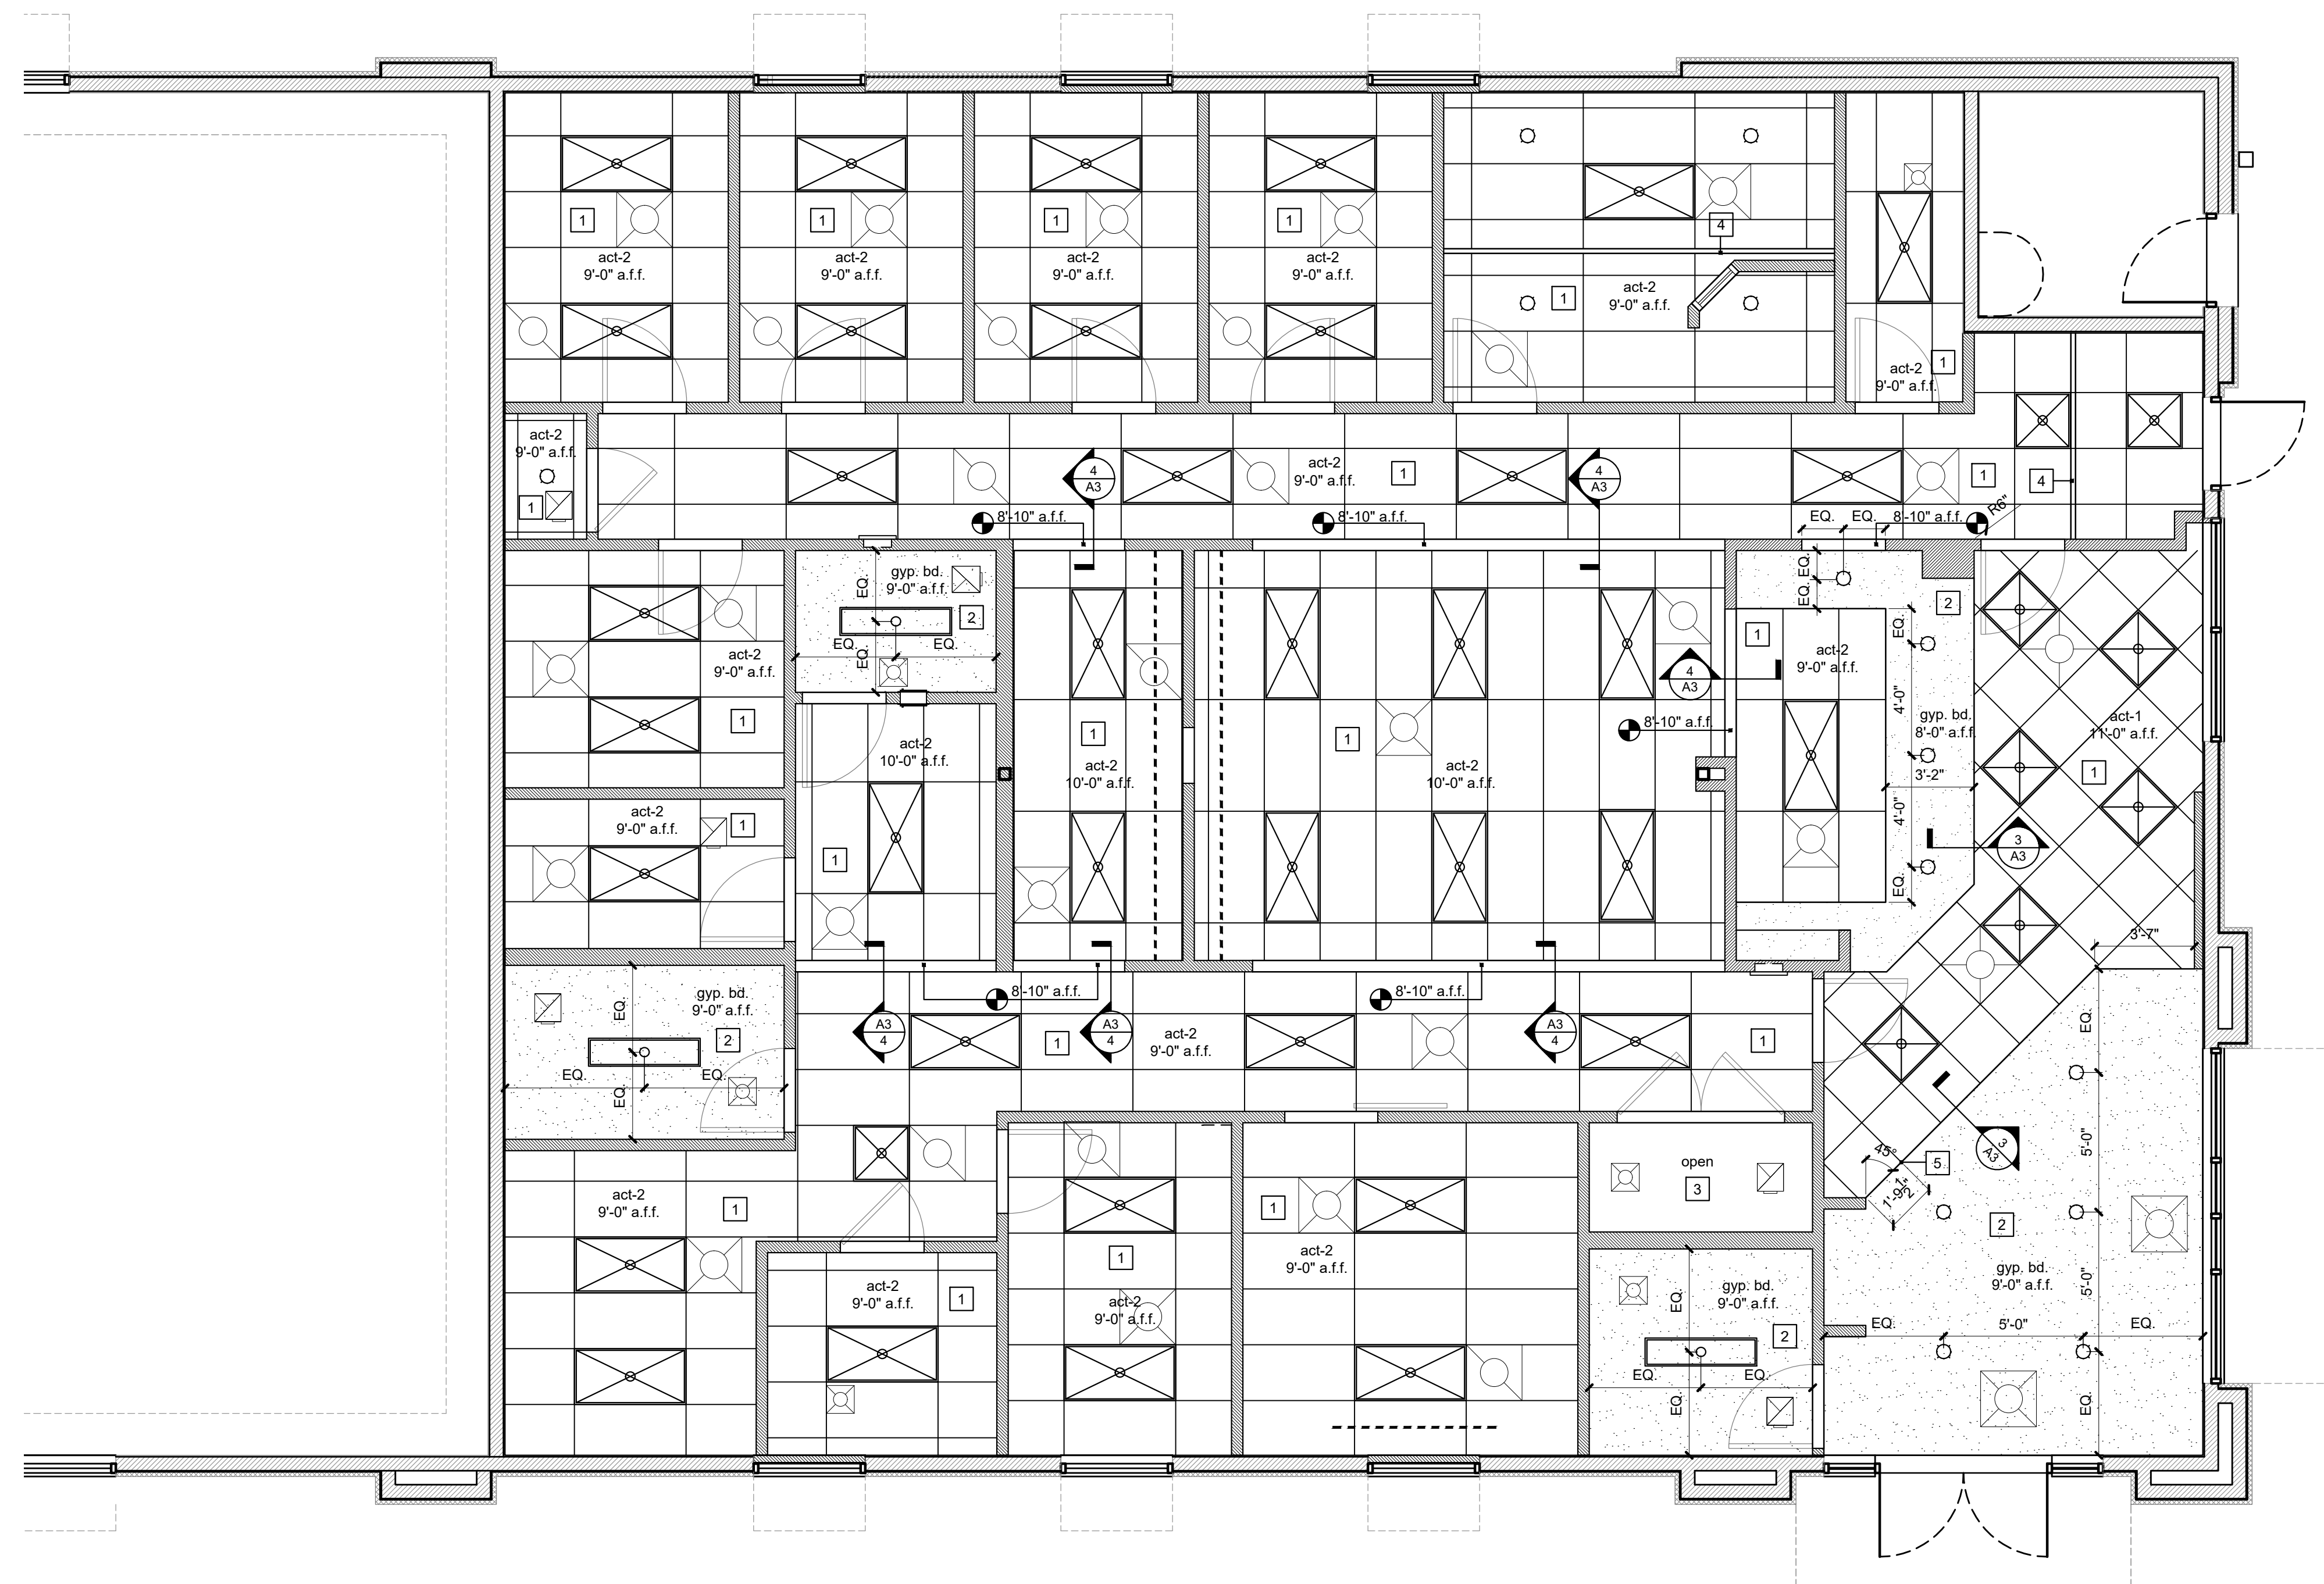 1
1
1
1
4
act-2
9'-0" a.f.f.
act-2
9'-0" a.f.f.
act-2
9'-0" a.f.f.
act-2
9'-0" a.f.f.
1
act-2
9'-0" a.f.f.
act-2
9'-0" a.f.f.
1
act-2
9'-0" a.f.f.
1
4
A3
act-2
9'-0" a.f.f.
1
4
A3
1
4
8'-10" a.f.f.
8'-10" a.f.f.
EQ.
EQ.
8'-10" a.f.f.
R6"
gyp. bd.
9'-0" a.f.f.
2
EQ.
EQ.
EQ.
EQ.
EQ.
EQ.
2
act-2
9'-0" a.f.f.
1
1
act-2
9'-0" a.f.f.
EQ.
4'-0"
gyp. bd.
8'-0" a.f.f.
3'-2"
4'-0"
EQ.
4
A3
8'-10" a.f.f.
act-1
11'-0" a.f.f.
1
act-2
10'-0" a.f.f.
1
1
act-2
10'-0" a.f.f.
1
act-2
10'-0" a.f.f.
act-2
9'-0" a.f.f.
1
3
A3
3'-7"
gyp. bd.
9'-0" a.f.f.
2
EQ.
EQ.
EQ.
EQ.
8'-10" a.f.f.
8'-10" a.f.f.
A3
4
1
A3
4
act-2
9'-0" a.f.f.
A3
4
1
EQ.
5'-0"
3
A3
45°
5
1'-9 1/2"
2
gyp. bd.
9'-0" a.f.f.
5'-0"
EQ.
5'-0"
EQ.
EQ.
act-2
9'-0" a.f.f.
1
act-2
9'-0" a.f.f.
1
1
act-2
9'-0" a.f.f.
1
act-2
9'-0" a.f.f.
open
3
gyp. bd.
9'-0" a.f.f.
2
EQ.
EQ.
EQ.
EQ.